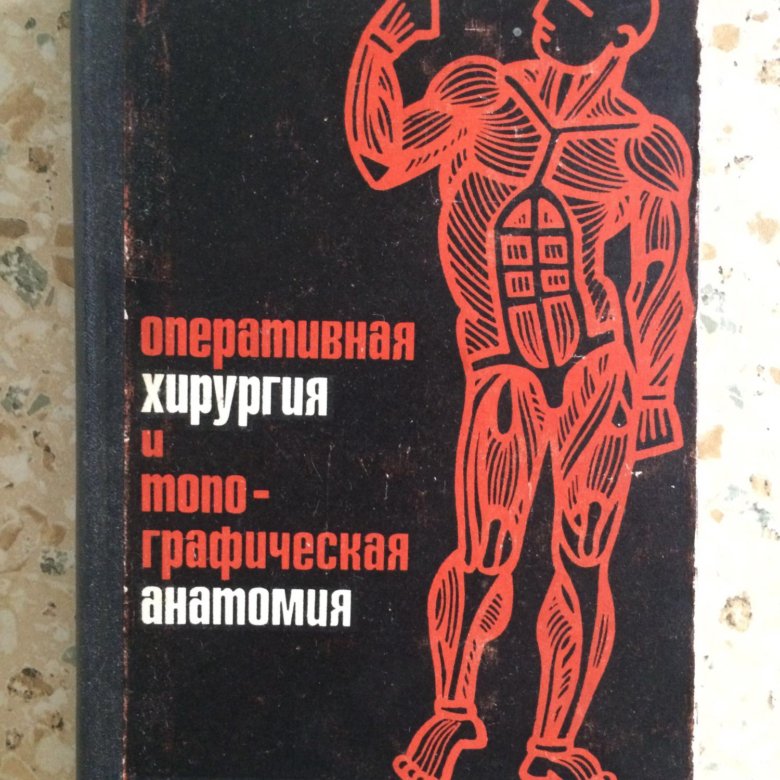 оперативная
хирургия
и
топо-
графическая
анатомия